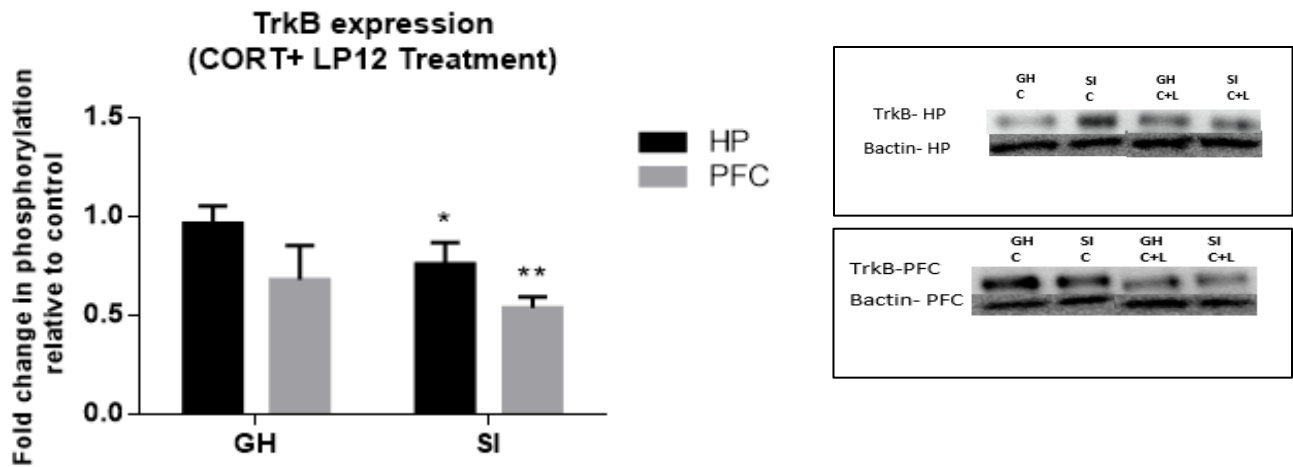 TrkB expression
(CORT+ LP12 Treatment)
Fold change in phosphorylation
relative to control
1.5
1.0
0.5
0.0
*
**
GH
SI
HP
PFC
GH SI GH SI
C C C+L C+L
TrkB- HP
Bactin- HP
GH SI GH SI
C C C+L C+L
TrkB-PFC
Bactin- PFC